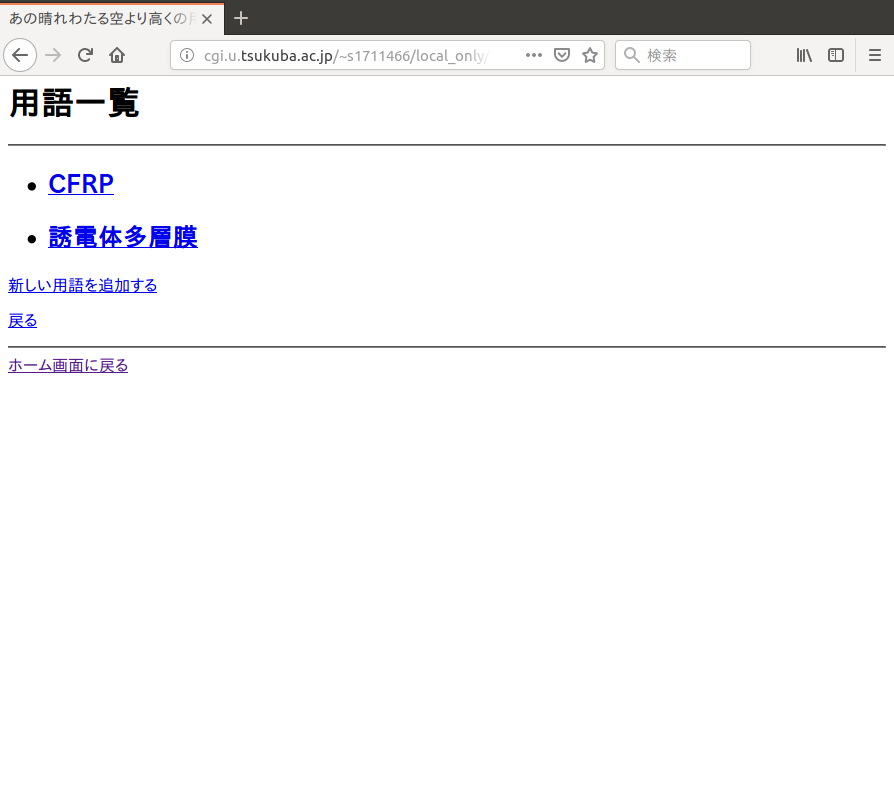 あの晴れわたる空より高くの
cgi.u.tsukuba.ac.jp/~s1711466/local_only/
検索
用語一覧
CFRP
誘電体多層膜
新しい用語を追加する
戻る
ホーム画面に戻る